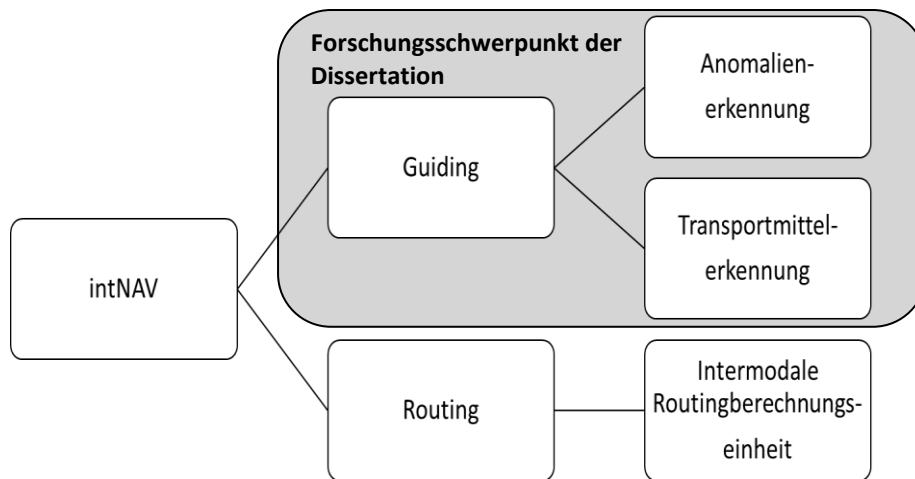 Forschungsschwerpunkt der
Dissertation
Anomalien-
erkennung
Guiding
Transportmittel-
erkennung
intNAV
Routing
Intermodale
Routingberechnungs-
einheit